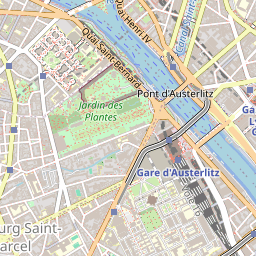 Quai Henri IV
Quai Saint-Bernard
Pont d'Austerlitz
Jardin des
Plantes
Gare d'Austerlitz
urg Saint-
arcel